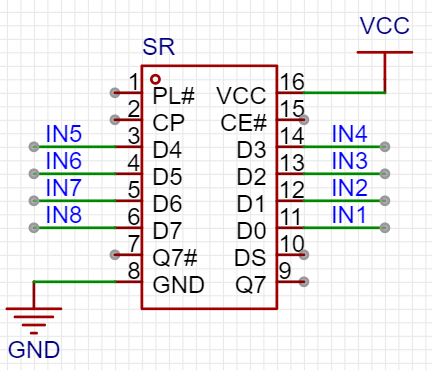 VCC
SR
1 PL# VCC 16
2 CP CE# 15
IN5 3 D4 D3 14 IN4
IN6 4 D5 D2 13 IN3
IN7 5 D6 D1 12 IN2
IN8 6 D7 D0 11 IN1
7 Q7# DS 10
8 GND Q7 9
GND